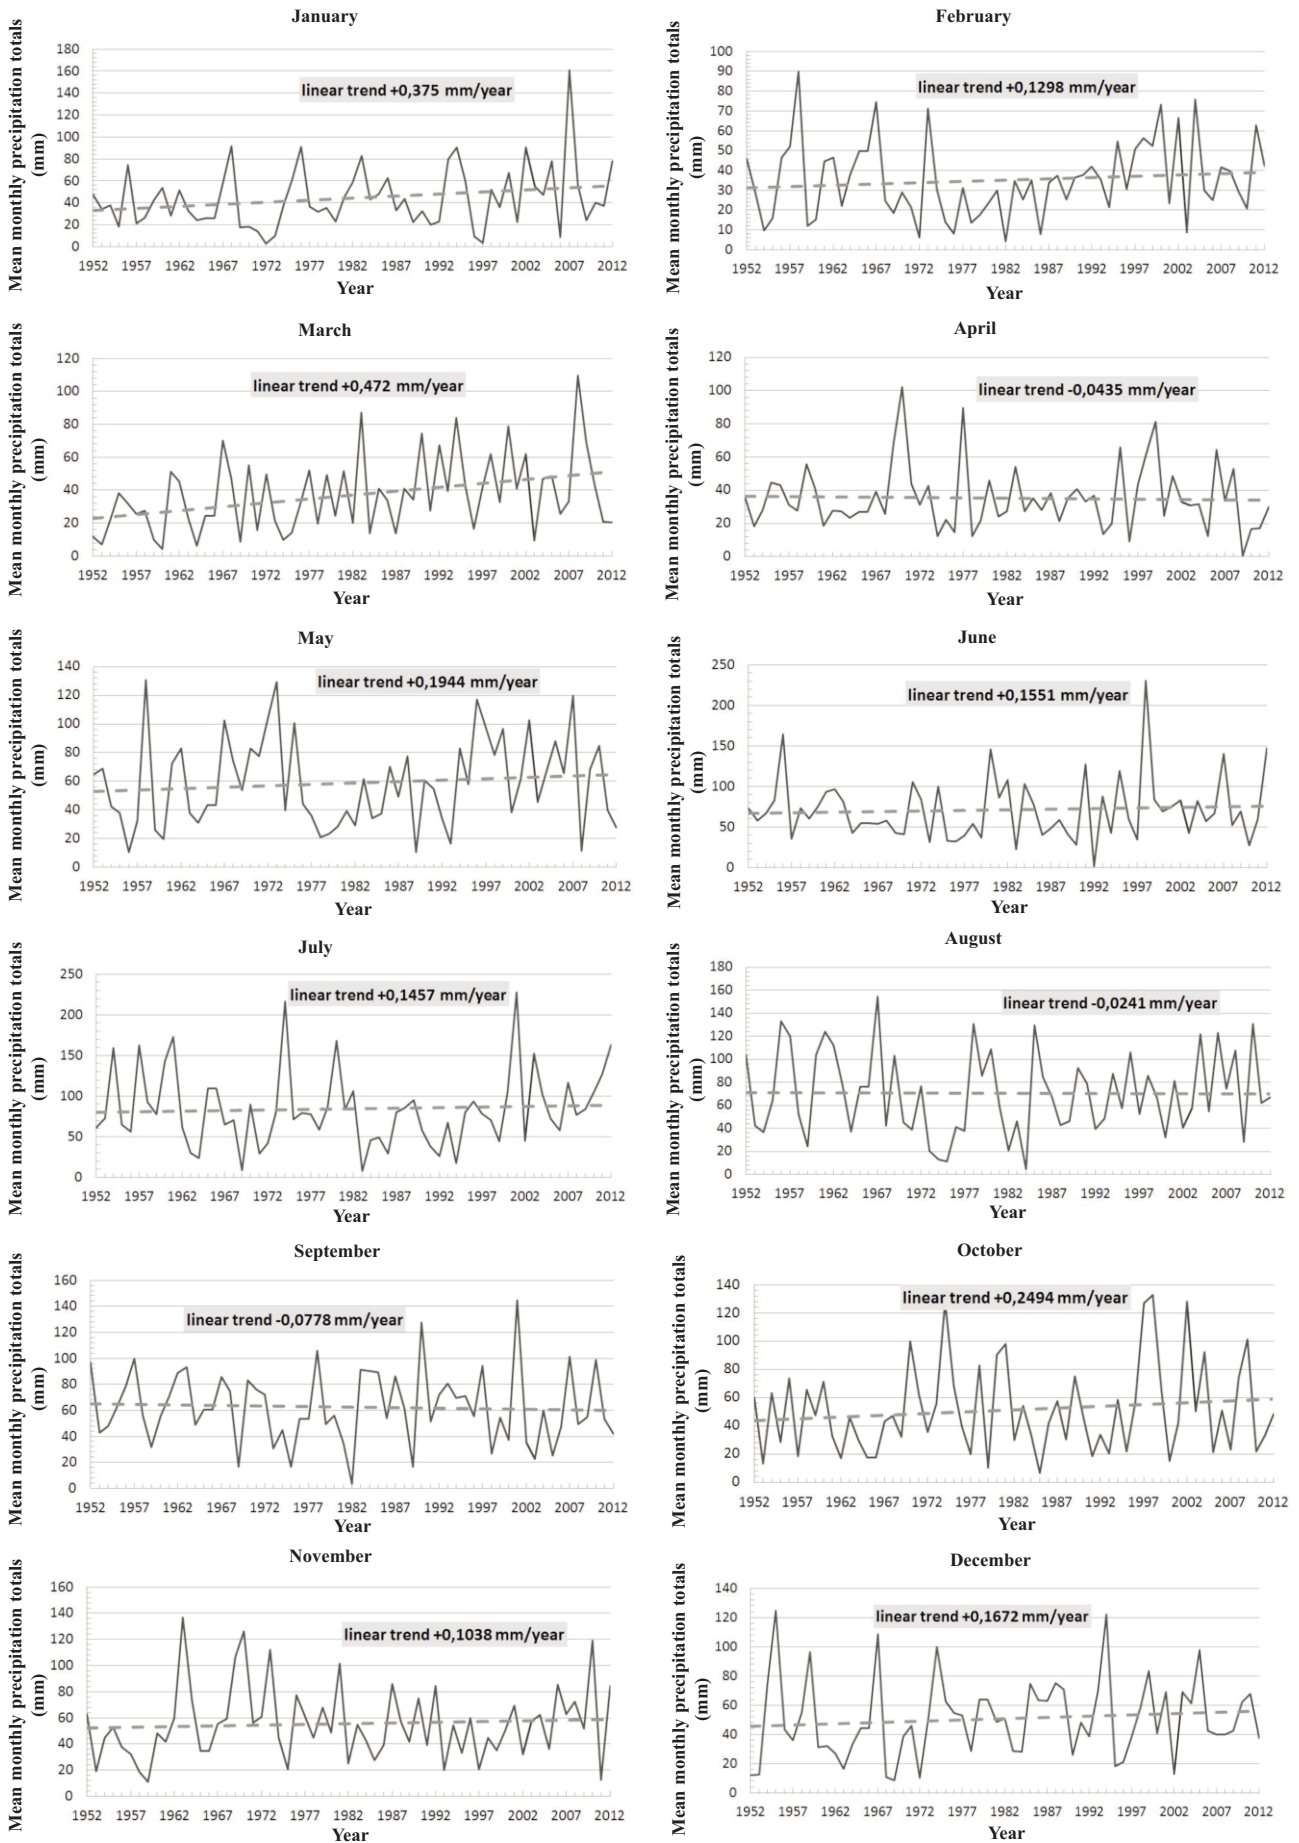 January
Mean monthly precipitation totals
(mm)
180
160
140
120
100
80
60
40
20
0
linear trend +0,375 mm/year
1952 1957 1962 1967 1972 1977 1982 1987 1992 1997 2002 2007 2012
Year
February
Mean monthly precipitation totals
(mm)
100
90
80
70
60
50
40
30
20
10
0
linear trend +0,1298 mm/year
1952 1957 1962 1967 1972 1977 1982 1987 1992 1997 2002 2007 2012
Year
March
Mean monthly precipitation totals
(mm)
120
100
80
60
40
20
0
linear trend +0,472 mm/year
1952 1957 1962 1967 1972 1977 1982 1987 1992 1997 2002 2007 2012
Year
April
Mean monthly precipitation totals
(mm)
120
100
80
60
40
20
0
linear trend -0,0435 mm/year
1952 1957 1962 1967 1972 1977 1982 1987 1992 1997 2002 2007 2012
Year
May
Mean monthly precipitation totals
(mm)
140
120
100
80
60
40
20
0
linear trend +0,1944 mm/year
1952 1957 1962 1967 1972 1977 1982 1987 1992 1997 2002 2007 2012
Year
June
Mean monthly precipitation totals
(mm)
250
200
150
100
50
0
linear trend +0,1551 mm/year
1952 1957 1962 1967 1972 1977 1982 1987 1992 1997 2002 2007 2012
Year
July
Mean monthly precipitation totals
(mm)
250
200
150
100
50
0
linear trend +0,1457 mm/year
1952 1957 1962 1967 1972 1977 1982 1987 1992 1997 2002 2007 2012
Year
August
Mean monthly precipitation totals
(mm)
180
160
140
120
100
80
60
40
20
0
linear trend -0,0241 mm/year
1952 1957 1962 1967 1972 1977 1982 1987 1992 1997 2002 2007 2012
Year
September
Mean monthly precipitation totals
(mm)
160
140
120
100
80
60
40
20
0
linear trend -0,0778 mm/year
1952 1957 1962 1967 1972 1977 1982 1987 1992 1997 2002 2007 2012
Year
October
Mean monthly precipitation totals
(mm)
140
120
100
80
60
40
20
0
linear trend +0,2494 mm/year
1952 1957 1962 1967 1972 1977 1982 1987 1992 1997 2002 2007 2012
Year
November
Mean monthly precipitation totals
(mm)
160
140
120
100
80
60
40
20
0
linear trend +0,1038 mm/year
1952 1957 1962 1967 1972 1977 1982 1987 1992 1997 2002 2007 2012
Year
December
Mean monthly precipitation totals
(mm)
140
120
100
80
60
40
20
0
linear trend +0,1672 mm/year
1952 1957 1962 1967 1972 1977 1982 1987 1992 1997 2002 2007 2012
Year